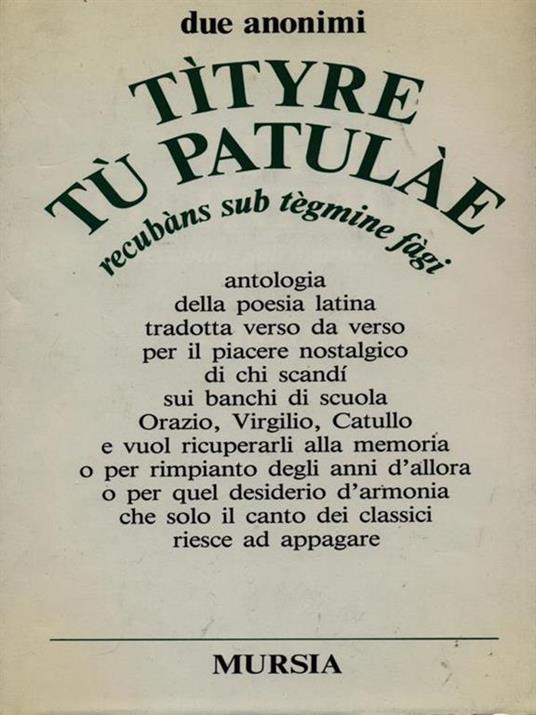 due anonimi
TÌTYRE
TÙ PATULÀE
recubàns sub tègmine fàgi
antologia
della poesia latina
tradotta verso da verso
per il piacere nostalgico
di chi scandí
sui banchi di scuola
Orazio, Virgilio, Catullo
e vuol ricuperarli alla memoria
o per rimpianto degli anni d'allora
o per quel desiderio d'armonia
che solo il canto dei classici
riesce ad appagare
MURSIA